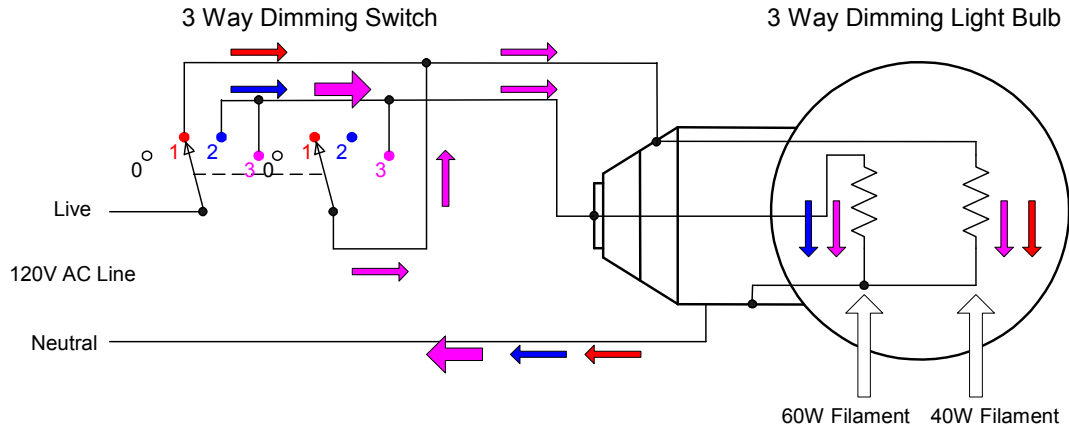 3 Way Dimming Switch
3 Way Dimming Light Bulb
0 1 2 3 0 1 2 3
Live
120V AC Line
Neutral
60W Filament
40W Filament